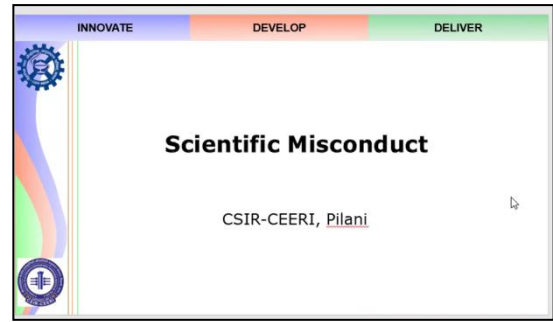 INNOVATE DEVELOP DELIVER
Scientific Misconduct
CSIR-CEERI, Pilani